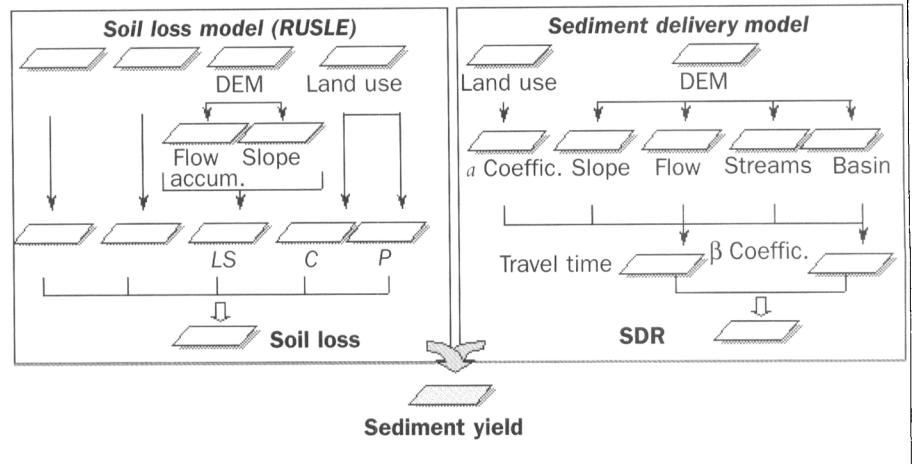 Soil loss model (RUSLE)
DEM
Land use
Flow
accum.
Slope
LS
C
P
Soil loss
Sediment delivery model
Land use
DEM
a Coeffic.
Slope
Flow
Streams
Basin
Travel time
β Coeffic.
SDR
Sediment yield